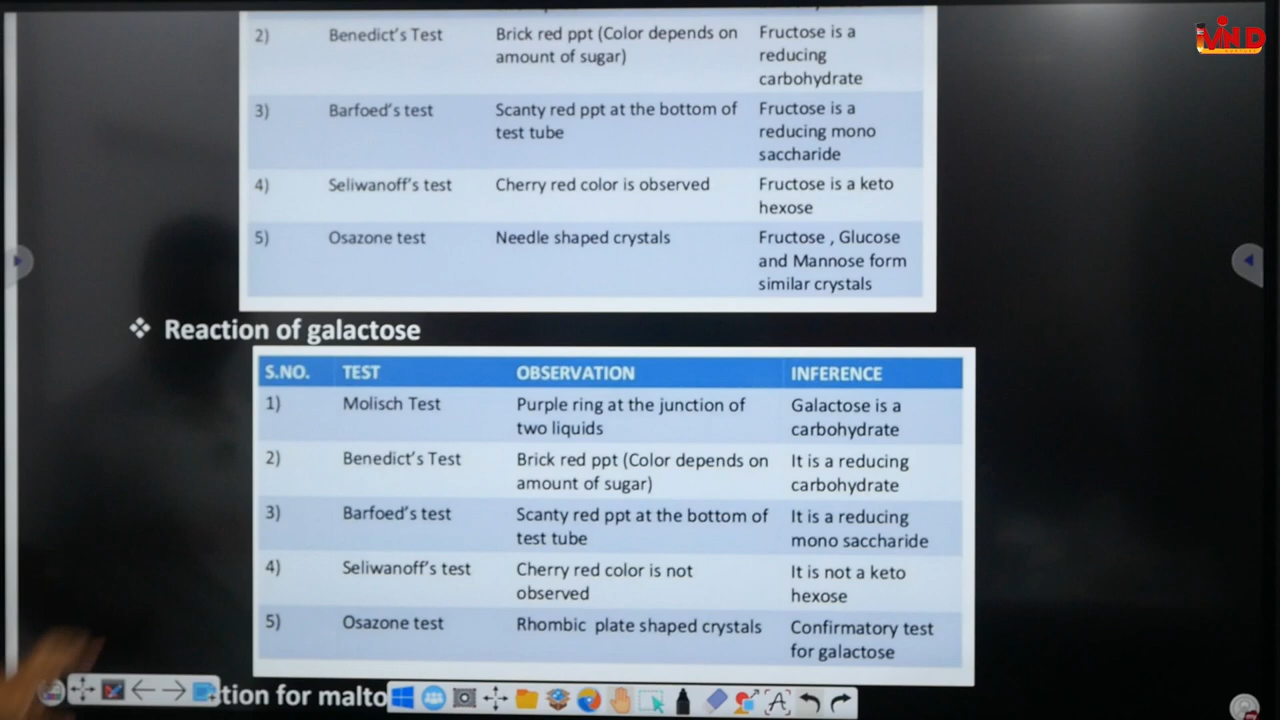 2) Benedict's Test Brick red ppt (Color depends on Fructose is a
amount of sugar) reducing
carbohydrate
3) Barfoed's test Scanty red ppt at the bottom of Fructose is a
test tube reducing mono
saccharide
4) Seliwanoff's test Cherry red color is observed Fructose is a keto
hexose
5) Osazone test Needle shaped crystals Fructose , Glucose
and Mannose form
similar crystals
❖ Reaction of galactose
S.NO. TEST OBSERVATION INFERENCE
1) Molisch Test Purple ring at the junction of Galactose is a
two liquids carbohydrate
2) Benedict's Test Brick red ppt (Color depends on It is a reducing
amount of sugar) carbohydrate
3) Barfoed's test Scanty red ppt at the bottom of It is a reducing
test tube mono saccharide
4) Seliwanoff's test Cherry red color is not It is not a keto
observed hexose
5) Osazone test Rhombic plate shaped crystals Confirmatory test
for galactose
ction for malto